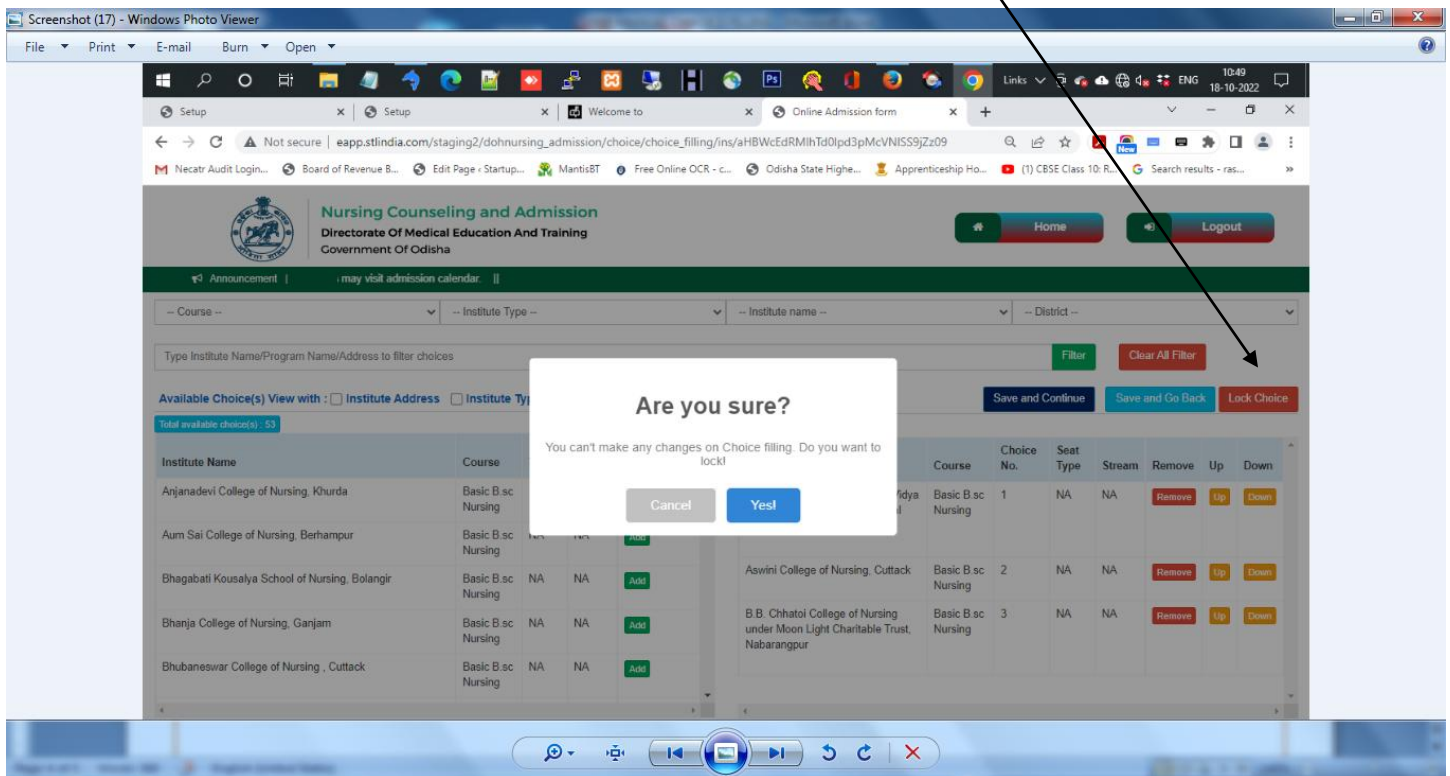 Screenshot (17) - Windows Photo Viewer
File Print E-mail Burn Open
Links ENG 10:49 18-10-2022
Setup Setup Welcome to Online Admission form
Not secure eapp.stlindia.com/staging2/dohnursing_admission/choice/choice_filling/ins/aHBWcEdRMlhTd0lpd3pMcVNISS9jZz09
New
Necatr Audit Login... Board of Revenue B... Edit Page ‹ Startup... MantisBT Free Online OCR - c... Odisha State Highe... Apprenticeship Ho... (1) CBSE Class 10: R... Search results - ras... »
Nursing Counseling and Admission
Directorate Of Medical Education And Training
Government Of Odisha
Home Logout
Announcement | may visit admission calendar. ||
-- Course -- -- Institute Type -- -- Institute name -- -- District --
Type Institute Name/Program Name/Address to filter choices Filter Clear All Filter
Available Choice(s) View with : Institute Address Institute Ty
Save and Continue Save and Go Back Lock Choice
Total available choice(s) : 53
Are you sure?
You can't make any changes on Choice filling. Do you want to
lock!
Cancel Yes!
Institute Name Course
Anjanadevi College of Nursing, Khurda Basic B.sc
Nursing
Aum Sai College of Nursing, Berhampur Basic B.sc NA NA Add
Nursing
Bhagabati Kousalya School of Nursing, Bolangir Basic B.sc NA NA Add
Nursing
Bhanja College of Nursing, Ganjam Basic B.sc NA NA Add
Nursing
Bhubaneswar College of Nursing , Cuttack Basic B.sc NA NA Add
Nursing
Course Choice No. Seat Type Stream Remove Up Down
Vidya Basic B.sc 1 NA NA Remove Up Down
Nursing
Aswini College of Nursing, Cuttack Basic B.sc 2 NA NA Remove Up Down
Nursing
B.B. Chhatoi College of Nursing Basic B.sc 3 NA NA Remove Up Down
under Moon Light Charitable Trust, Nursing
Nabarangpur